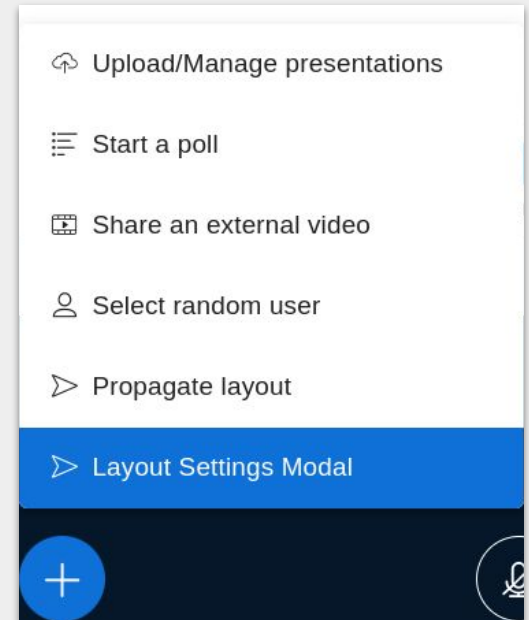 Upload/Manage presentations
Start a poll
Share an external video
Select random user
Propagate layout
Layout Settings Modal